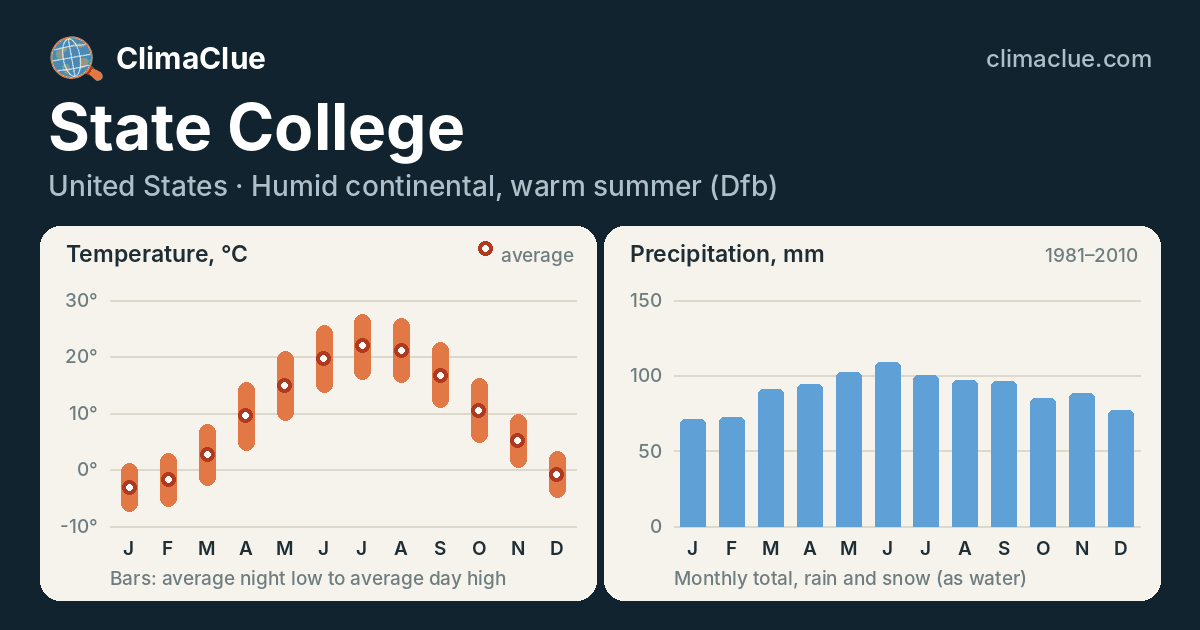 ClimaClue
climaclue.com
State College
United States · Humid continental, warm summer (Dfb)
Temperature, °C
average
30°
20°
10°
0°
-10°
J F M A M J J A S O N D
Bars: average night low to average day high
Precipitation, mm
1981–2010
150
100
50
0
J F M A M J J A S O N D
Monthly total, rain and snow (as water)